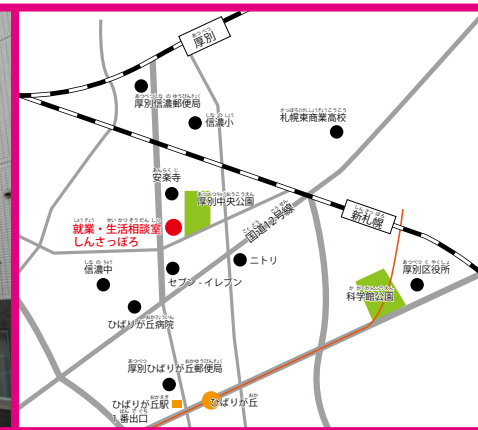 厚別
厚別信濃郵便局
信濃小
札幌東商業高校
安楽寺
厚別中央公園
新札幌
就業・生活相談室
しんさっぽろ
国道12号線
ニトリ
信濃中
セブン - イレブン
厚別区役所
科学館公園
ひばりが丘病院
厚別ひばりが丘郵便局
ひばりが丘駅
1番出口
ひばりが丘